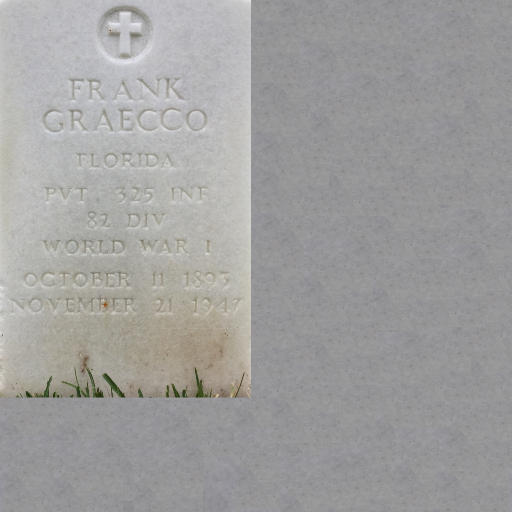 FRANK
GRAECCO
FLORIDA
PVT 325 INF
82 DIV
WORLD WAR I
OCTOBER 11 1893
NOVEMBER 21 1947